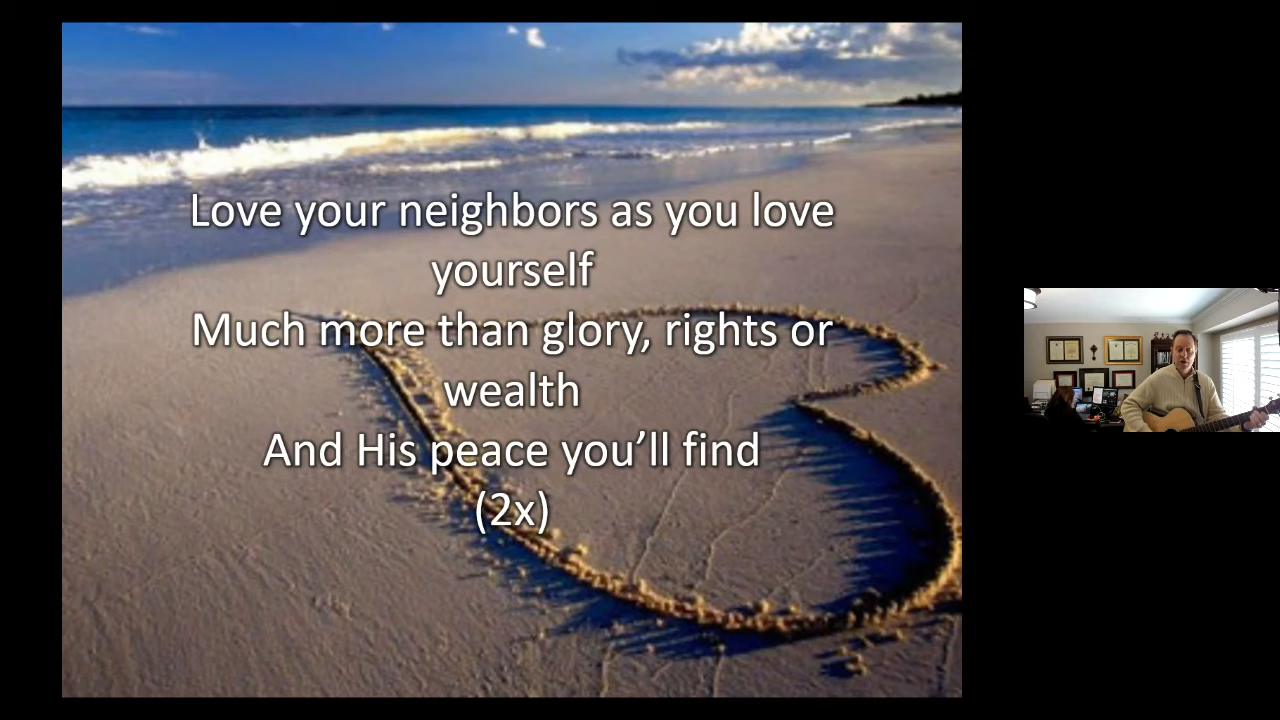 Love your neighbors as you love
yourself
Much more than glory, rights or
wealth
And His peace you’ll find
(2x)